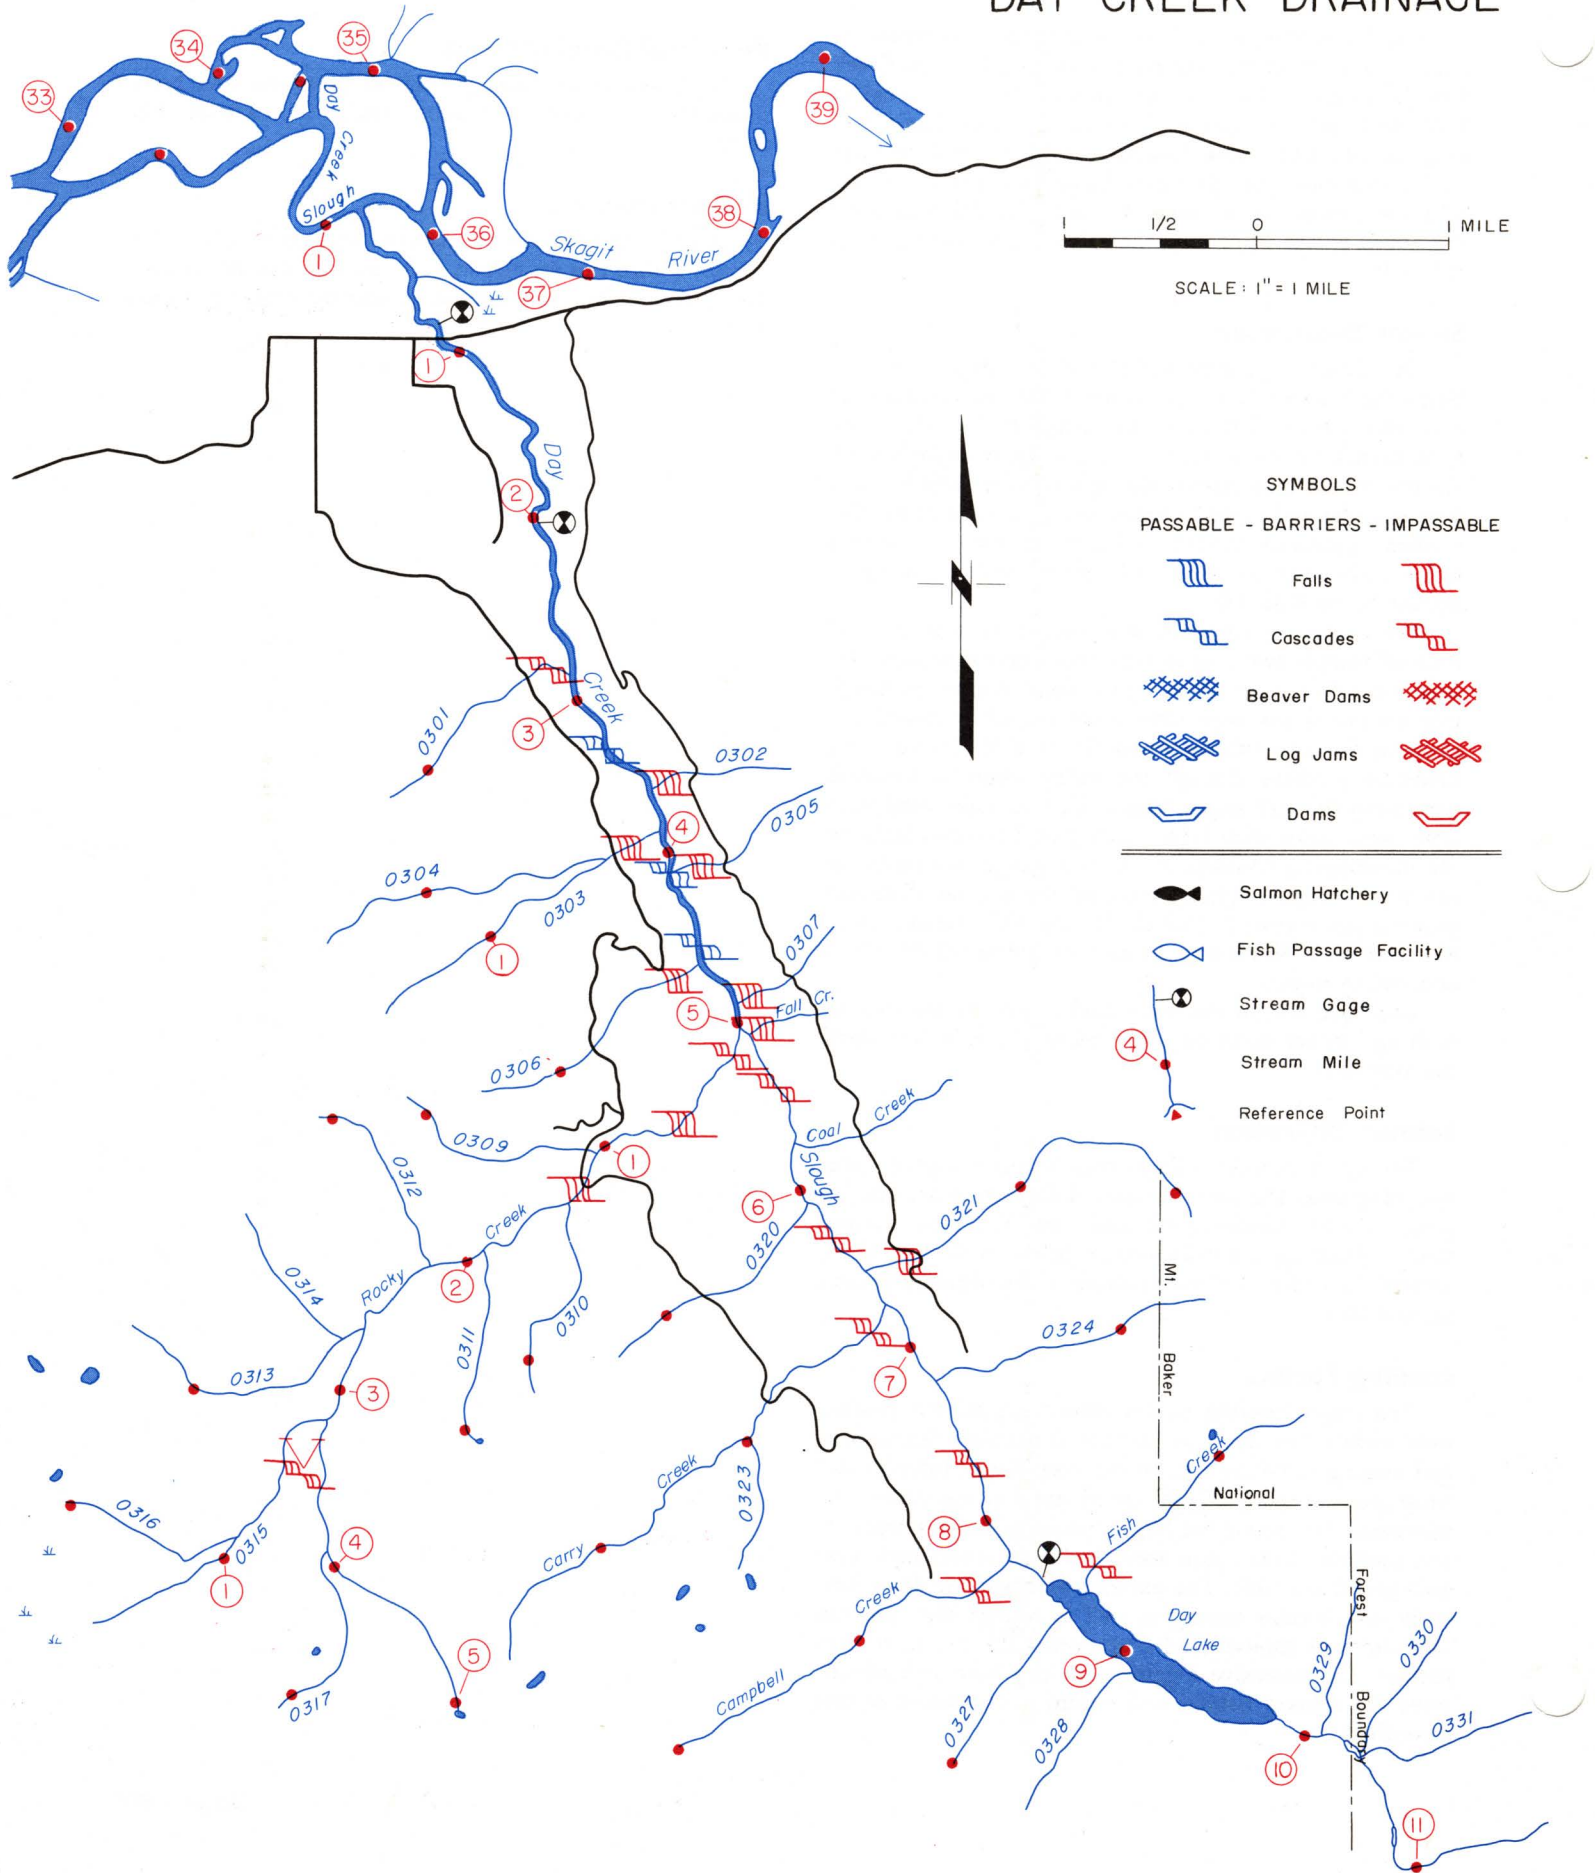 DAY CREEK DRAINAGE
34
35
33
39
Day
Creek
Slough
1
36
38
Skagit
River
37
1 1/2 0 1 MILE
SCALE: 1" = 1 MILE
1
Day
2
SYMBOLS
PASSABLE - BARRIERS - IMPASSABLE
Falls
Cascades
Beaver Dams
Log Jams
Dams
Salmon Hatchery
Fish Passage Facility
Stream Gage
4
Stream Mile
Reference Point
N
Creek
3
0301
0302
0305
4
0304
0303
1
0307
5
Fall Cr.
0306
Coal Creek
0309
1
0312
Slough
6
0320
0321
Rocky Creek
2
0314
0311
0310
Mt.
Baker
National
Forest
Boundary
0313
3
7
0324
Carry Creek
0323
Fish Creek
0316
0315
1
4
8
Campbell Creek
Day
Lake
9
5
0317
0327
0328
0329
0330
0331
10
11